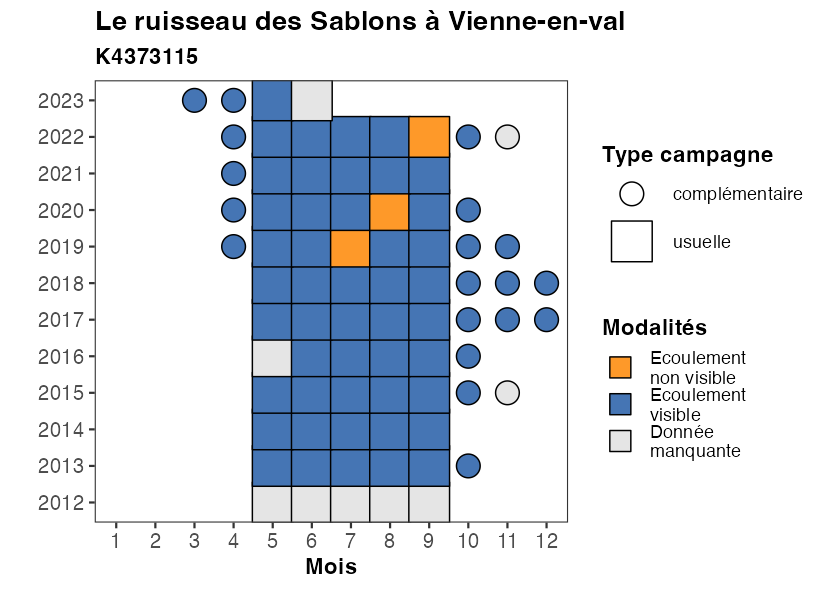 Le ruisseau des Sablons à Vienne-en-val
K4373115
2023
2022
2021
2020
2019
2018
2017
2016
2015
2014
2013
2012
1 2 3 4 5 6 7 8 9 10 11 12
Mois
Type campagne
complémentaire
usuelle
Modalités
Ecoulement
non visible
Ecoulement
visible
Donnée
manquante